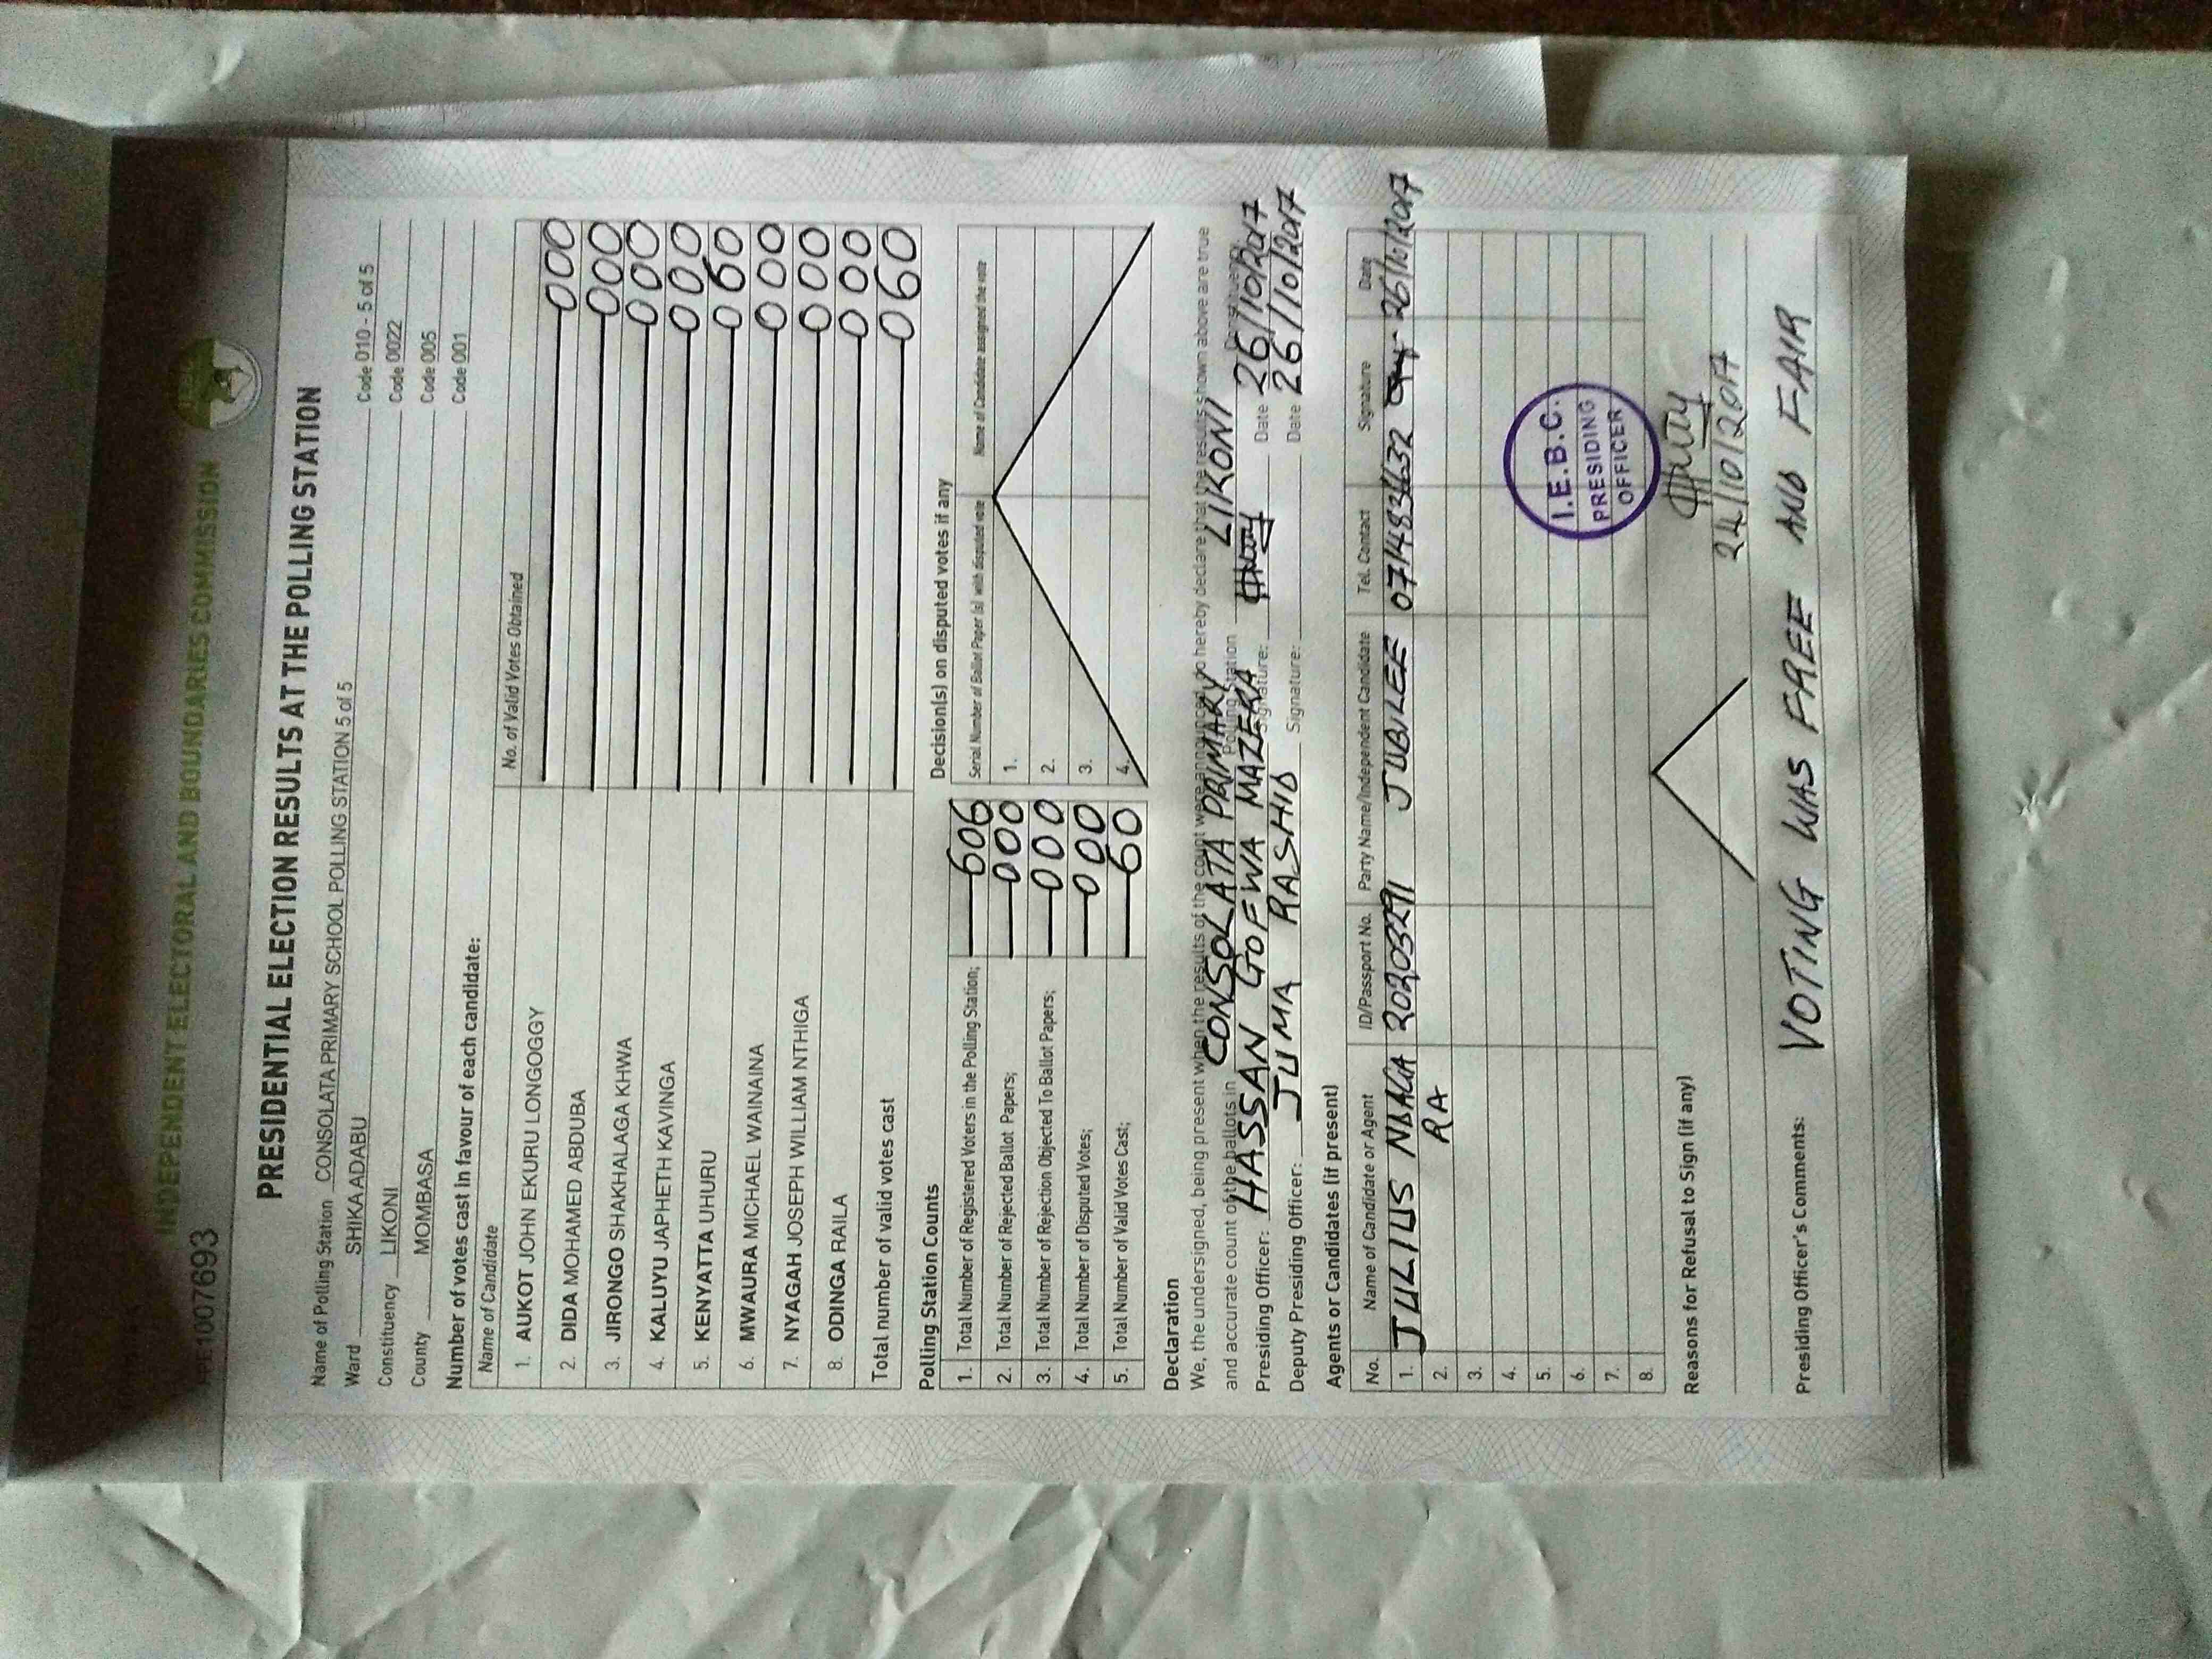 INDEPENDENT ELECTORAL AND BOUNDARIES COMMISSION
1007693
PRESIDENTIAL ELECTION RESULTS AT THE POLLING STATION
Name of Polling Station CONSOLATA PRIMARY SCHOOL POLLING STATION 5 of 5 Code 010 - 5 of 5
Ward SHIKA ADABU Code 0022
Constituency LIKONI Code 005
County MOMBASA Code 001
Number of votes cast in favour of each candidate:
Name of Candidate No. of Valid Votes Obtained
1. AUKOT JOHN EKURU LONGOGGY 000
2. DIDA MOHAMED ABDUBA 000
3. JIRONGO SHAKHALAGA KHWA 000
4. KALUYU JAPHETH KAVINGA 000
5. KENYATTA UHURU 060
6. MWAURA MICHAEL WAINAINA 000
7. NYAGAH JOSEPH WILLIAM NTHIGA 000
8. ODINGA RAILA 000
Total number of valid votes cast 060
Polling Station Counts
1. Total Number of Registered Voters in the Polling Station; 606
2. Total Number of Rejected Ballot Papers; 000
3. Total Number of Rejection Objected To Ballot Papers; 000
4. Total Number of Disputed Votes; 000
5. Total Number of Valid Votes Cast; 60
Decision(s) on disputed votes if any
Serial Number of Ballot Paper (s) with disputed vote Name of Candidate assigned the vote
1.
2.
3.
4.
Declaration
We, the undersigned, being present when the results of the count were announced, do hereby declare that the results shown above are true
and accurate count of the ballots in CONSOLATA PRIMARY Polling Station LIKONI
Presiding Officer: HASSAN GOFWA MAZERA Signature: Date 26/10/2017
Deputy Presiding Officer: JUMA RASHID Signature: Date 26/10/2017
Agents or Candidates (if present)
No. Name of Candidate or Agent ID/Passport No. Party Name/Independent Candidate Tel. Contact Signature Date
1. JULIUS 20203291 JUBILEE 0714834632 26/10/2017
2. RA
3.
4.
5.
6.
7.
8.
I.E.B.C.
PRESIDING
OFFICER
Reasons for Refusal to Sign (if any)
24/10/2017
Presiding Officer's Comments: VOTING WAS FREE AND FAIR